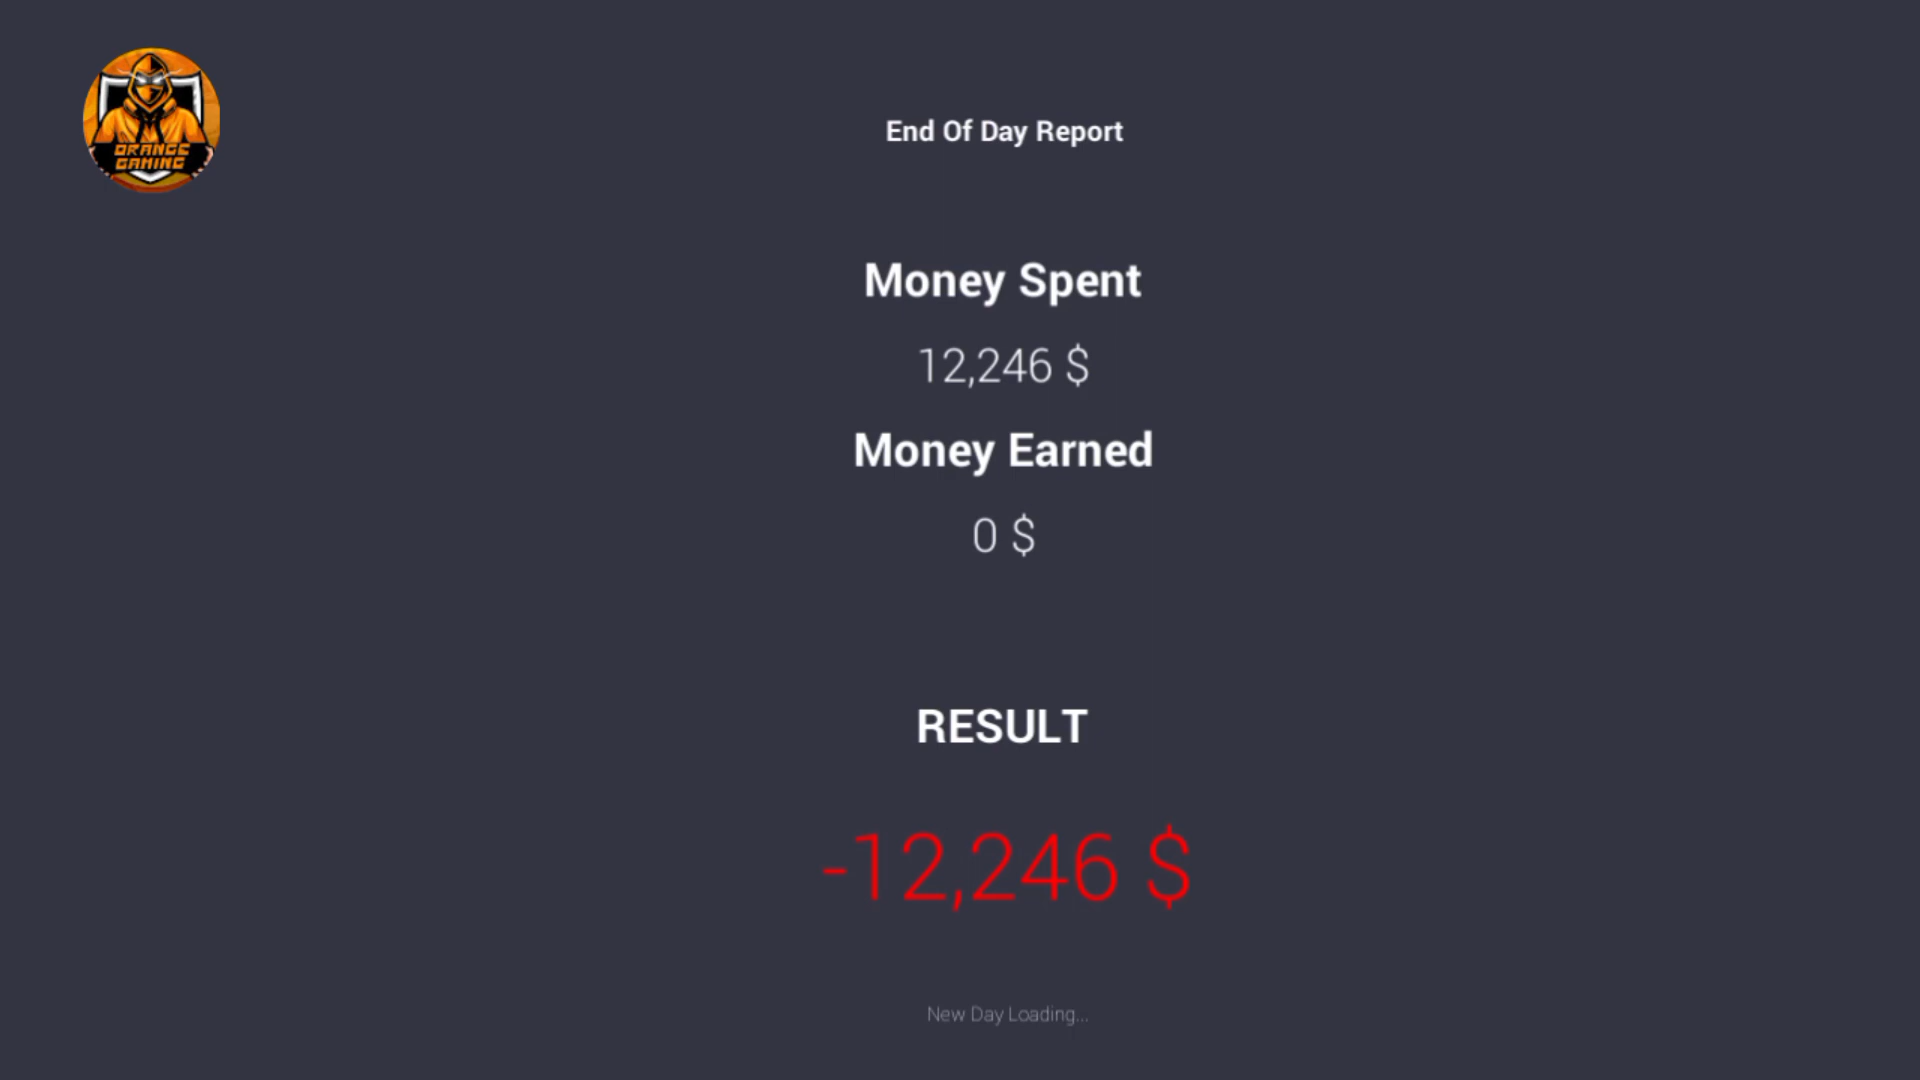 ORANGE
GAMING
End Of Day Report
Money Spent
12,246 $
Money Earned
0 $
RESULT
-12,246 $
New Day Loading...